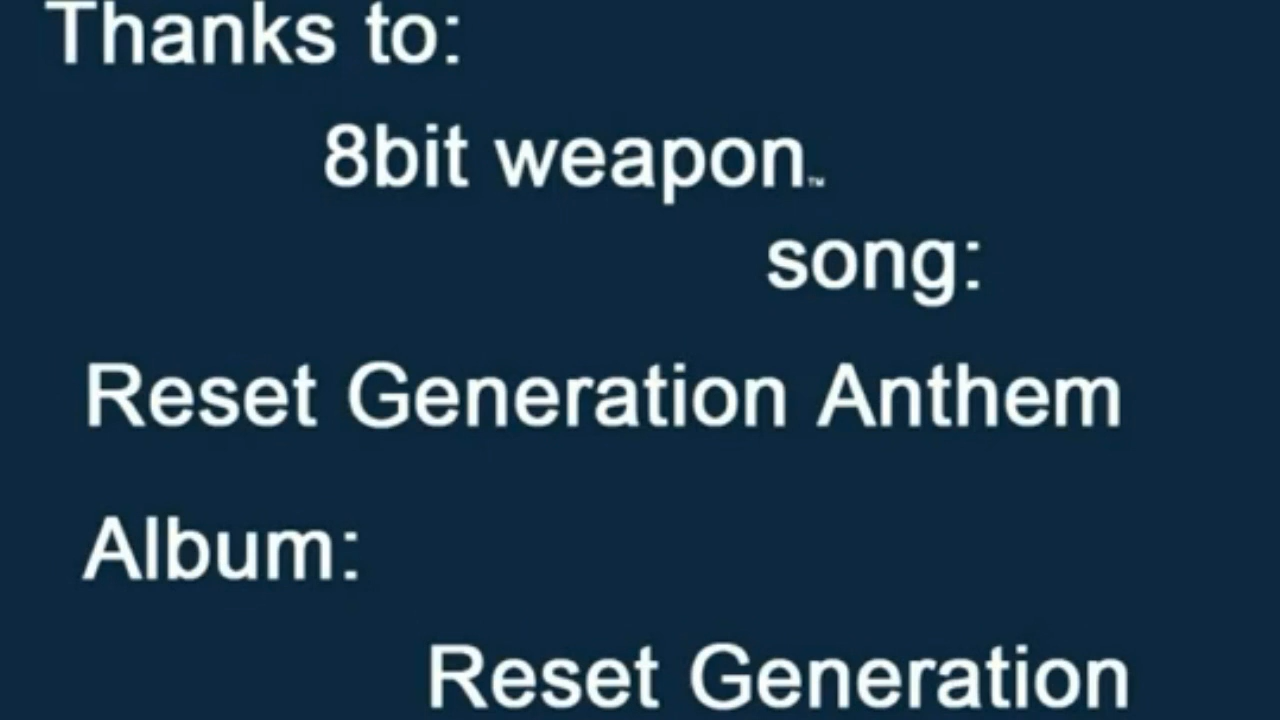 Thanks to:
8bit weapon™
song:
Reset Generation Anthem
Album:
Reset Generation